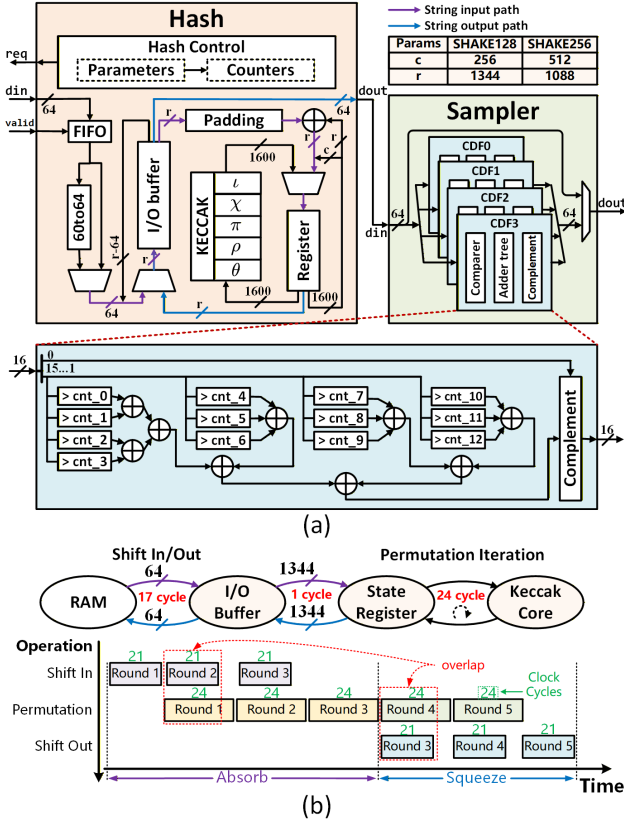 Hash
String input path
String output path
Hash Control
Parameters
Counters
Params SHAKE128 SHAKE256
c 256 512
r 1344 1088
req
din
64
valid
FIFO
60to64
r-64
64
I/O buffer
r
r
Padding
r
r
c
64
dout
1600
KECCAK
ι
χ
π
ρ
θ
Register
1600
1600
r
Sampler
64
din
CDF0
CDF1
CDF2
CDF3
Comparer
Adder tree
Complement
64
dout
16
0
15...1
> cnt_0
> cnt_1
> cnt_2
> cnt_3
> cnt_4
> cnt_5
> cnt_6
> cnt_7
> cnt_8
> cnt_9
> cnt_10
> cnt_11
> cnt_12
Complement
16
(a)
Shift In/Out
Permutation Iteration
64
1344
RAM
17 cycle
I/O Buffer
1 cycle
State Register
24 cycle
Keccak Core
64
1344
Operation
21
21
21
overlap
Shift In
Round 1
Round 2
Round 3
24
24
24
24
24
Clock Cycles
Permutation
Round 1
Round 2
Round 3
Round 4
Round 5
21
21
21
Shift Out
Round 3
Round 4
Round 5
Absorb
Squeeze
Time
(b)